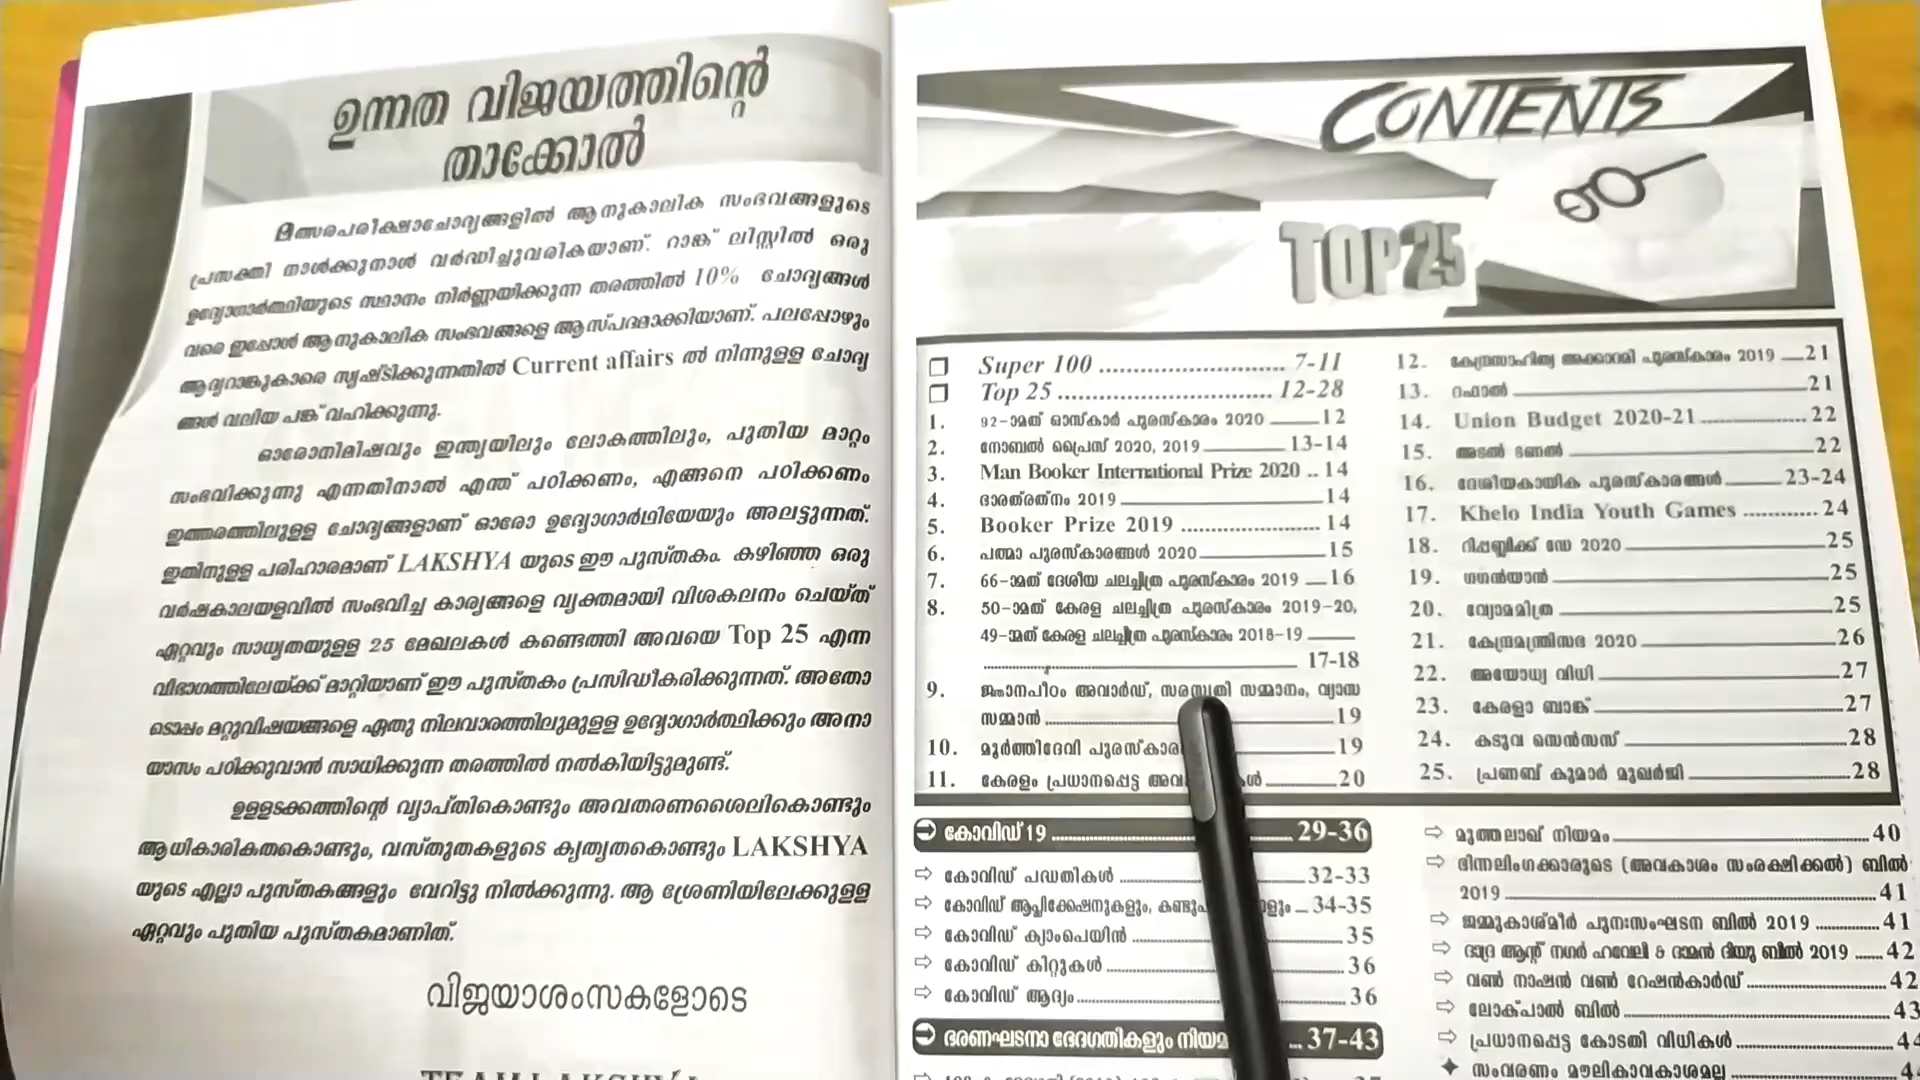 ഉന്നത വിജയത്തിന്റെ
താക്കോൽ
മത്സരപരീക്ഷാചോദ്യങ്ങളിൽ ആനുകാലിക സംഭവങ്ങളുടെ
പ്രസക്തി നാൾക്കുനാൾ വർദ്ധിച്ചുവരികയാണ്. റാങ്ക് ലിസ്റ്റിൽ ഒരു
ഉദ്യോഗാർത്ഥിയുടെ സ്ഥാനം നിർണ്ണയിക്കുന്ന തരത്തിൽ 10% ചോദ്യങ്ങൾ
വരെ ഇപ്പോൾ ആനുകാലിക സംഭവങ്ങളെ ആസ്പദമാക്കിയാണ്. പലപ്പോഴും
ആദ്യറാങ്കുകാരെ സൃഷ്ടിക്കുന്നതിൽ Current affairs ൽ നിന്നുള്ള ചോദ്യ
ങ്ങൾ വലിയ പങ്ക് വഹിക്കുന്നു.
ഓരോനിമിഷവും ഇന്ത്യയിലും ലോകത്തിലും, പുതിയ മാറ്റം
സംഭവിക്കുന്നു എന്നതിനാൽ എന്ത് പഠിക്കണം, എങ്ങനെ പഠിക്കണം
ഇത്തരത്തിലുള്ള ചോദ്യങ്ങളാണ് ഓരോ ഉദ്യോഗാർഥിയേയും അലട്ടുന്നത്.
ഇതിനുള്ള പരിഹാരമാണ് LAKSHYA യുടെ ഈ പുസ്തകം. കഴിഞ്ഞ ഒരു
വർഷകാലയളവിൽ സംഭവിച്ച കാര്യങ്ങളെ വ്യക്തമായി വിശകലനം ചെയ്ത്
ഏറ്റവും സാധ്യതയുള്ള 25 മേഖലകൾ കണ്ടെത്തി അവയെ Top 25 എന്ന
വിഭാഗത്തിലേയ്ക്ക് മാറ്റിയാണ് ഈ പുസ്തകം പ്രസിദ്ധീകരിക്കുന്നത്. അതോ
ടൊപ്പം മറ്റുവിഷയങ്ങളെ ഏതു നിലവാരത്തിലുമുള്ള ഉദ്യോഗാർത്ഥിക്കും അനാ
യാസം പഠിക്കുവാൻ സാധിക്കുന്ന തരത്തിൽ നൽകിയിട്ടുമുണ്ട്.
ഉള്ളടക്കത്തിന്റെ വ്യാപ്തികൊണ്ടും അവതരണശൈലികൊണ്ടും
ആധികാരികതകൊണ്ടും, വസ്തുതകളുടെ കൃത്യതകൊണ്ടും LAKSHYA
യുടെ എല്ലാ പുസ്തകങ്ങളും വേറിട്ടു നിൽക്കുന്നു. ആ ശ്രേണിയിലേക്കുള്ള
ഏറ്റവും പുതിയ പുസ്തകമാണിത്.
വിജയാശംസകളോടെ
TEAM LAKSHYA
CONTENTS
TOP 25
Super 100 ............ 7-11
Top 25 ............ 12-28
1. 92-ാമത് ഓസ്കാർ പുരസ്കാരം 2020 ............ 12
2. നോബൽ പ്രൈസ് 2020, 2019 ............ 13-14
3. Man Booker International Prize 2020 .. 14
4. ഭാരത്‌രത്നം 2019 ............ 14
5. Booker Prize 2019 ............ 14
6. പത്മാ പുരസ്കാരങ്ങൾ 2020 ............ 15
7. 66-ാമത് ദേശീയ ചലച്ചിത്ര പുരസ്കാരം 2019 ...... 16
8. 50-ാമത് കേരള ചലച്ചിത്ര പുരസ്കാരം 2019-20,
49-ാമത് കേരള ചലച്ചിത്ര പുരസ്കാരം 2018-19 ......
............ 17-18
9. ജ്ഞാനപീഠം അവാർഡ്, സരസ്വതി സമ്മാനം, വ്യാസ
സമ്മാൻ ............ 19
10. മൂർത്തിദേവി പുരസ്കാര ............ 19
11. കേരളം പ്രധാനപ്പെട്ട ............ 20
12. കേന്ദ്രസാഹിത്യ അക്കാദമി പുരസ്കാരം 2019 ...... 21
13. റഫാൽ ............ 21
14. Union Budget 2020-21 ............ 22
15. അടൽ ടണൽ ............ 22
16. ദേശീയകായിക പുരസ്കാരങ്ങൾ ............ 23-24
17. Khelo India Youth Games ............ 24
18. റിപ്പബ്ലിക്ക് ഡേ 2020 ............ 25
19. ഗഗൻയാൻ ............ 25
20. വ്യോമമിത്ര ............ 25
21. കേന്ദ്രമന്ത്രിസഭ 2020 ............ 26
22. അയോധ്യ വിധി ............ 27
23. കേരളാ ബാങ്ക് ............ 27
24. കടുവ സെൻസസ് ............ 28
25. പ്രണബ് കുമാർ മുഖർജി ............ 28
കോവിഡ് 19 ............ 29-36
കോവിഡ് പദ്ധതികൾ ............ 32-33
കോവിഡ് ആപ്ലിക്കേഷനുകളും, ...... 34-35
കോവിഡ് ക്യാംപെയിൻ ............ 35
കോവിഡ് കിറ്റുകൾ ............ 36
കോവിഡ് ആദ്യം ............ 36
ഭരണഘടനാ ഭേദഗതികളും ... 37-43
മുത്തലാഖ് നിയമം ............ 40
ഭിന്നലിംഗക്കാരുടെ (അവകാശം സംരക്ഷിക്കൽ) ബിൽ
2019 ............ 41
ജമ്മുകാശ്മീർ പുനഃസംഘടന ബിൽ 2019 ............ 41
ദാദ്ര ആന്റ് നഗർ ഹവേലി & ദാമൻ ദിയു ബിൽ 2019 ...... 42
വൺ നാഷൻ വൺ റേഷൻകാർഡ് ............ 42
ലോക്പാൽ ബിൽ ............ 43
പ്രധാനപ്പെട്ട കോടതി വിധികൾ ............
സംവരണം മൗലികാവകാശമല്ല ............